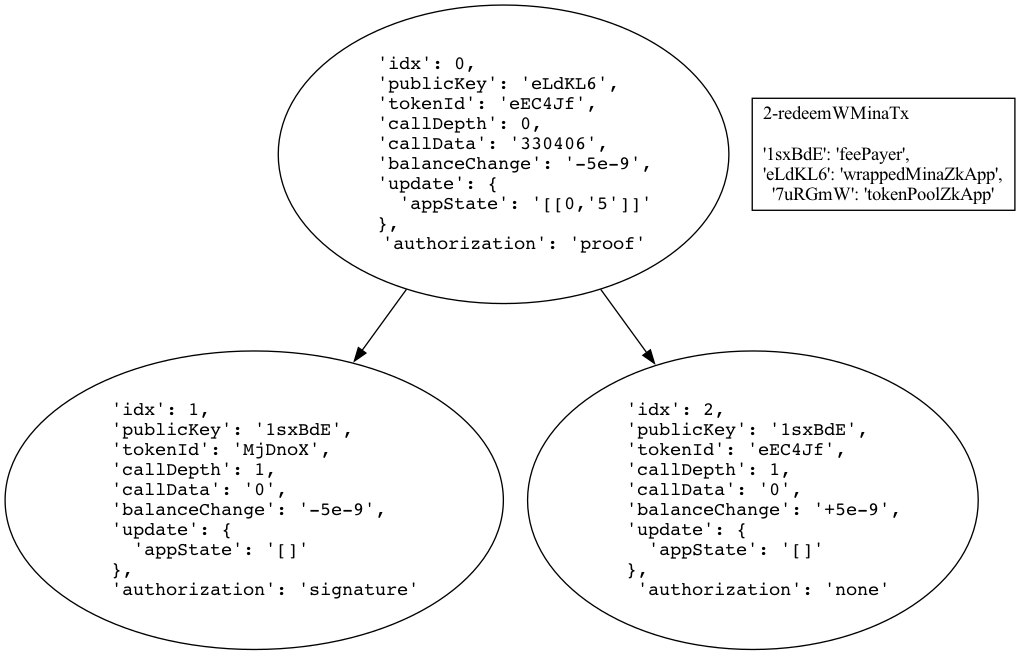 'idx': 0,
'publicKey': 'eLdKL6',
'tokenId': 'eEC4Jf',
'callDepth': 0,
'callData': '330406',
'balanceChange': '-5e-9',
'update': {
'appState': '[[0,'5']]'
},
'authorization': 'proof'
2-redeemWMinaTx
'1sxBdE': 'feePayer',
'eLdKL6': 'wrappedMinaZkApp',
'7uRGmW': 'tokenPoolZkApp'
'idx': 1,
'publicKey': '1sxBdE',
'tokenId': 'MjDnoX',
'callDepth': 1,
'callData': '0',
'balanceChange': '-5e-9',
'update': {
'appState': '[]'
},
'authorization': 'signature'
'idx': 2,
'publicKey': '1sxBdE',
'tokenId': 'eEC4Jf',
'callDepth': 1,
'callData': '0',
'balanceChange': '+5e-9',
'update': {
'appState': '[]'
},
'authorization': 'none'